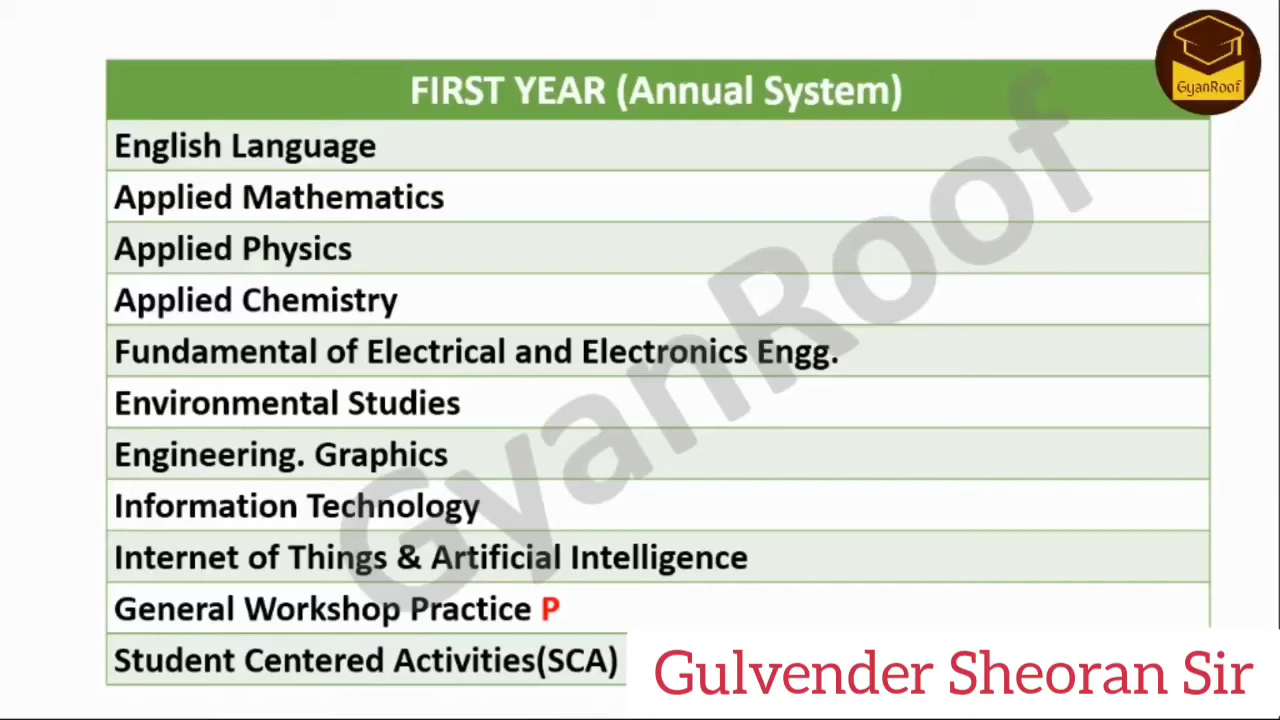 GyanRoof
FIRST YEAR (Annual System)
English Language
Applied Mathematics
Applied Physics
Applied Chemistry
Fundamental of Electrical and Electronics Engg.
Environmental Studies
Engineering. Graphics
Information Technology
Internet of Things & Artificial Intelligence
General Workshop Practice P
Student Centered Activities(SCA)
GyanRoof
Gulvender Sheoran Sir